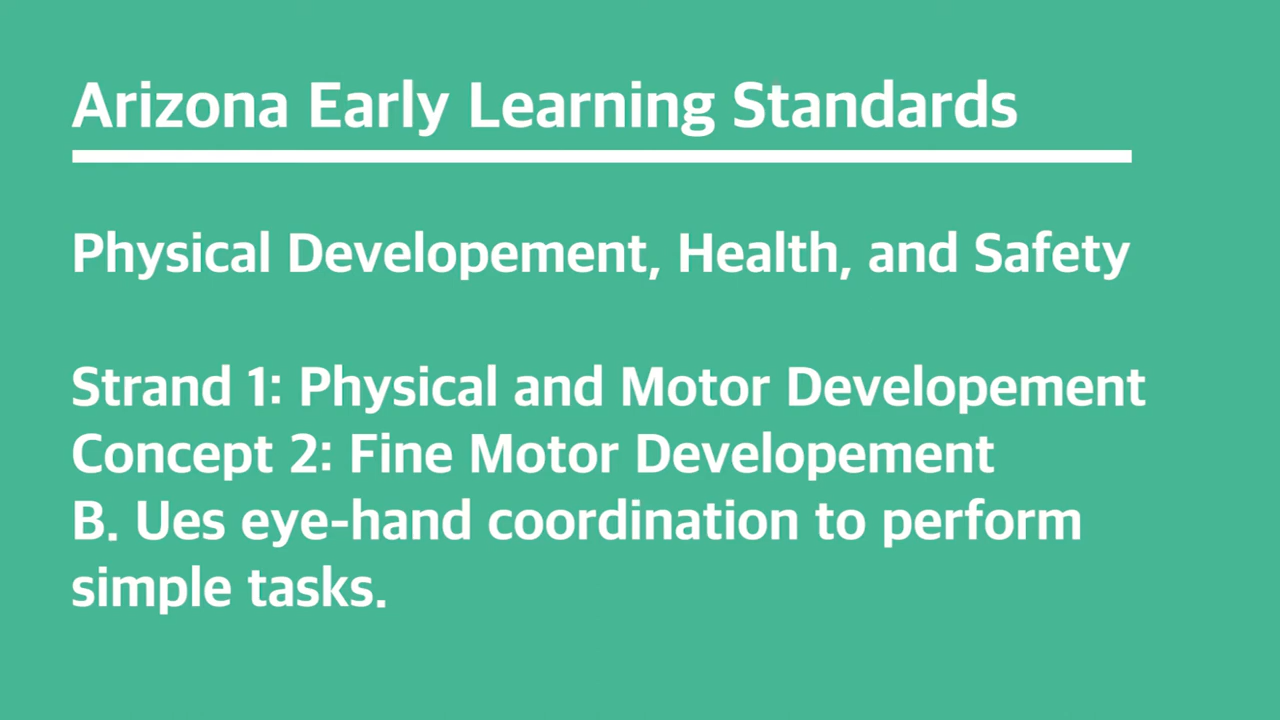 Arizona Early Learning Standards
Physical Developement, Health, and Safety
Strand 1: Physical and Motor Developement
Concept 2: Fine Motor Developement
B. Ues eye-hand coordination to perform
simple tasks.